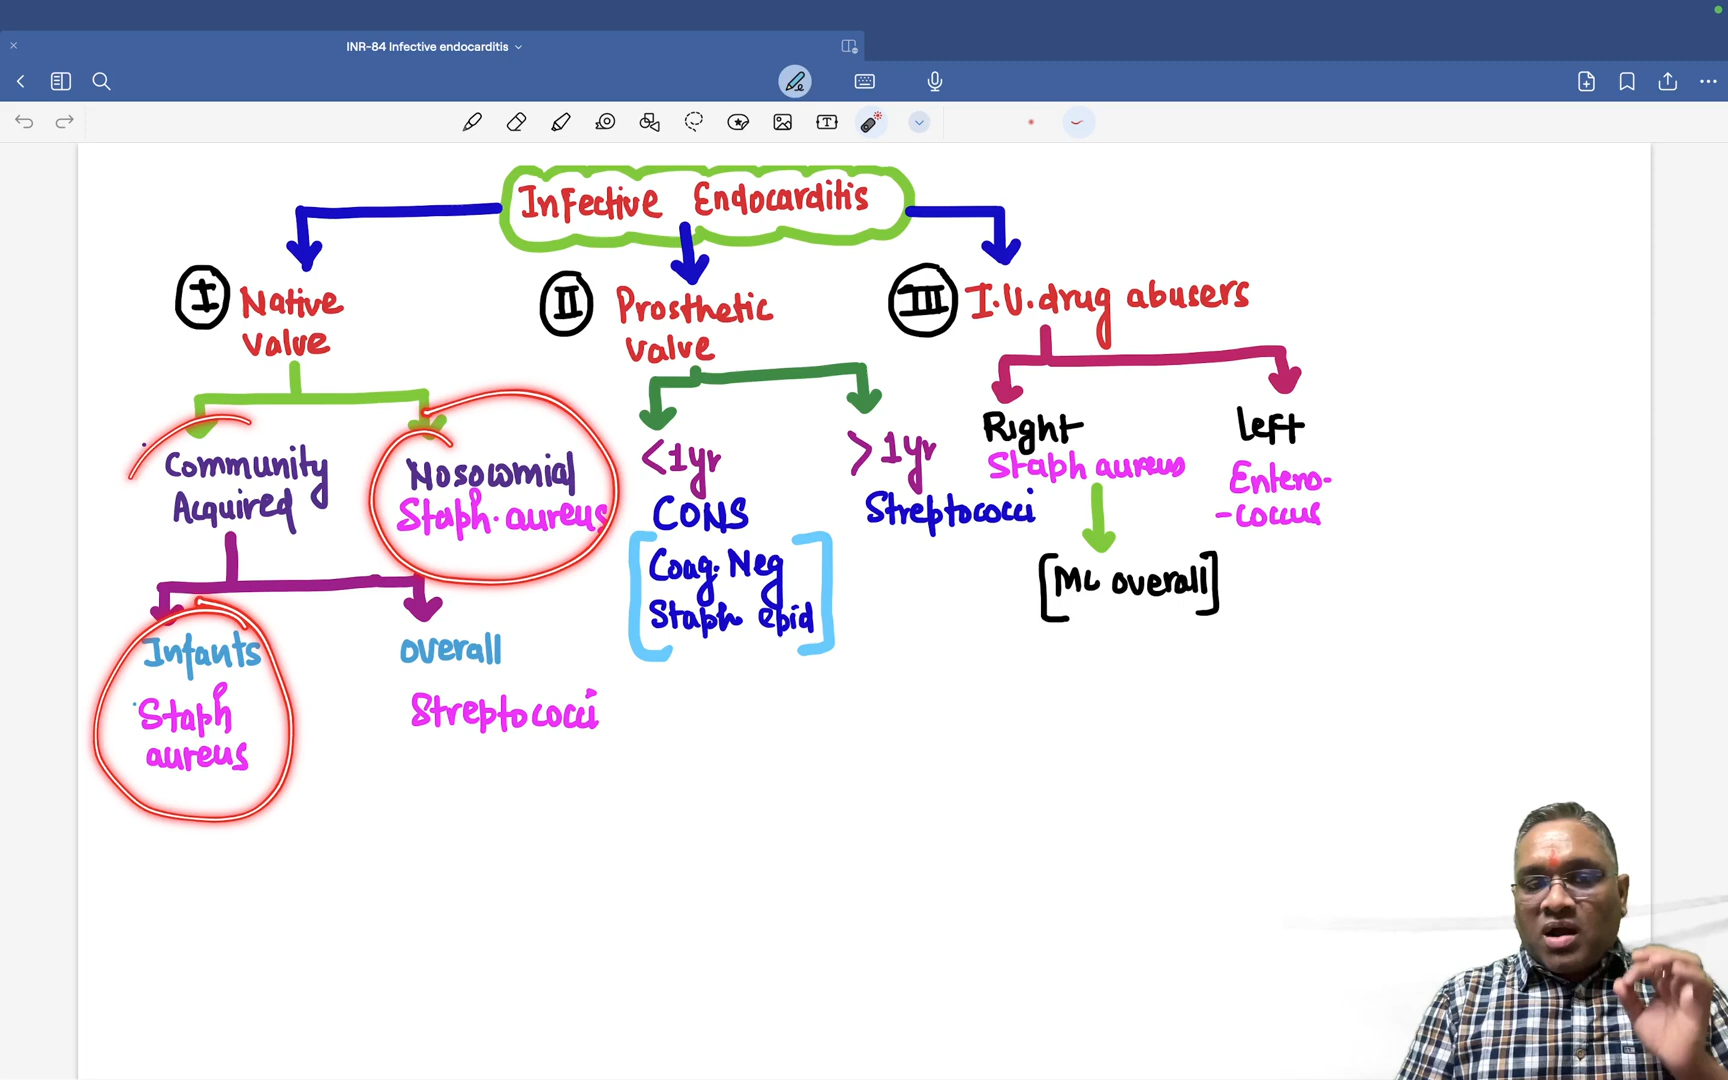 INR-84 Infective endocarditis
Infective Endocarditis
I Native
Valve
II Prosthetic
Valve
III I.V. drug abusers
Community
Acquired
Nosocomial
Staph. aureus
<1yr
CONS
Coag. Neg
Staph. epid
>1yr
Streptococci
Right
Staph aureus
[MC overall]
Left
Entero-
-coccus
Infants
Staph
aureus
Overall
Streptococci